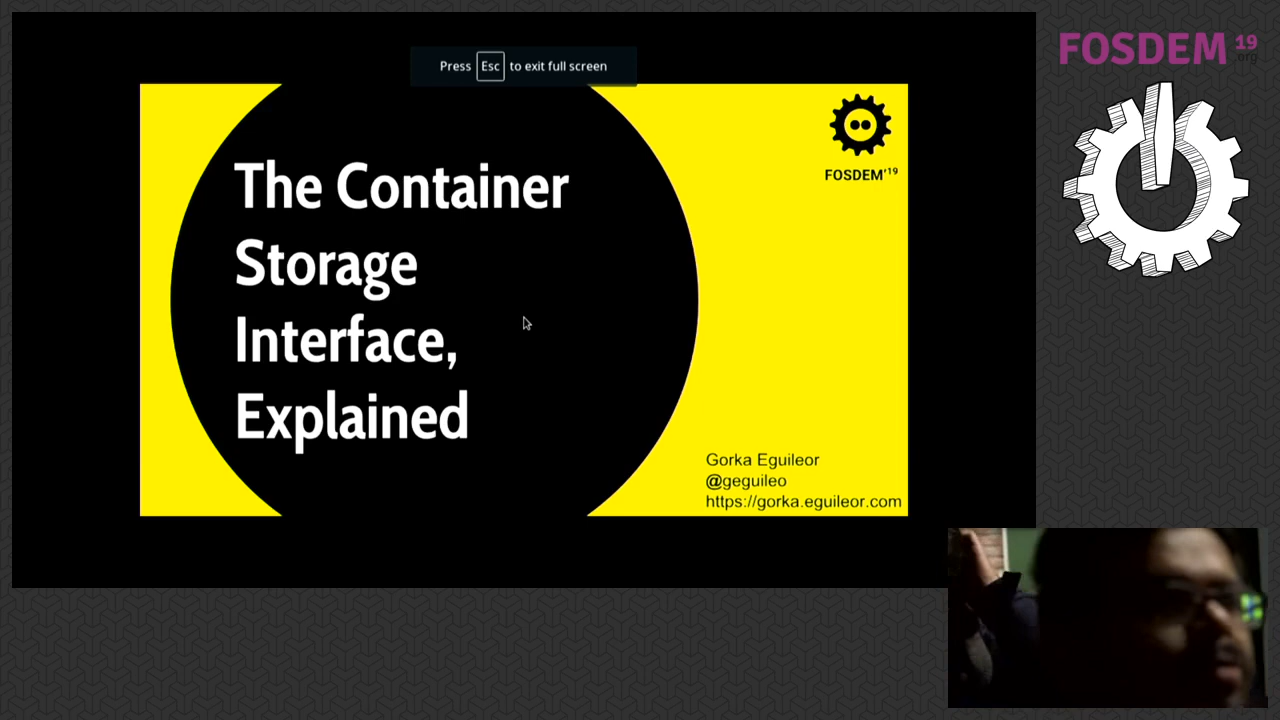 Press Esc to exit full screen
FOSDEM 19
.org
FOSDEM'19
The Container
Storage
Interface,
Explained
Gorka Eguileor
@geguileo
https://gorka.eguileor.com